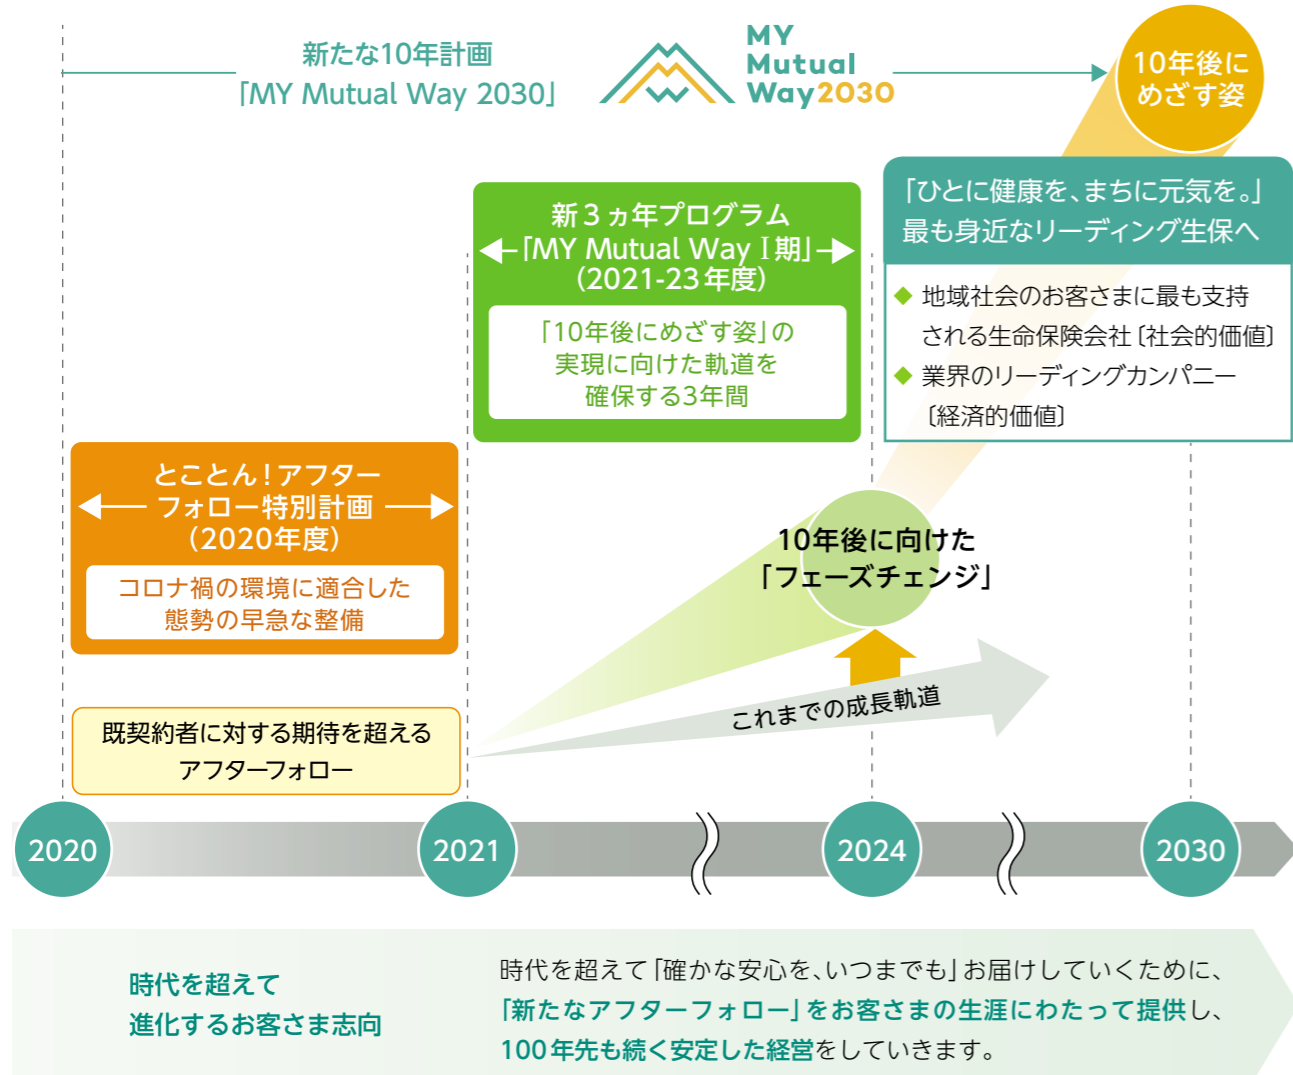 新たな10年計画
「MY Mutual Way 2030」
MY
Mutual
Way2030
10年後に
めざす姿
「ひとに健康を、まちに元気を。」
最も身近なリーディング生保へ
◆ 地域社会のお客さまに最も支持
される生命保険会社〔社会的価値〕
◆ 業界のリーディングカンパニー
〔経済的価値〕
新3ヵ年プログラム
「MY Mutual Way Ⅰ期」
(2021-23年度)
「10年後にめざす姿」の
実現に向けた軌道を
確保する3年間
とことん！アフター
フォロー特別計画
(2020年度)
コロナ禍の環境に適合した
態勢の早急な整備
10年後に向けた
「フェーズチェンジ」
これまでの成長軌道
既契約者に対する期待を超える
アフターフォロー
2020
2021
2024
2030
時代を超えて
進化するお客さま志向
時代を超えて「確かな安心を、いつまでも」お届けしていくために、
「新たなアフターフォロー」をお客さまの生涯にわたって提供し、
100年先も続く安定した経営をしていきます。